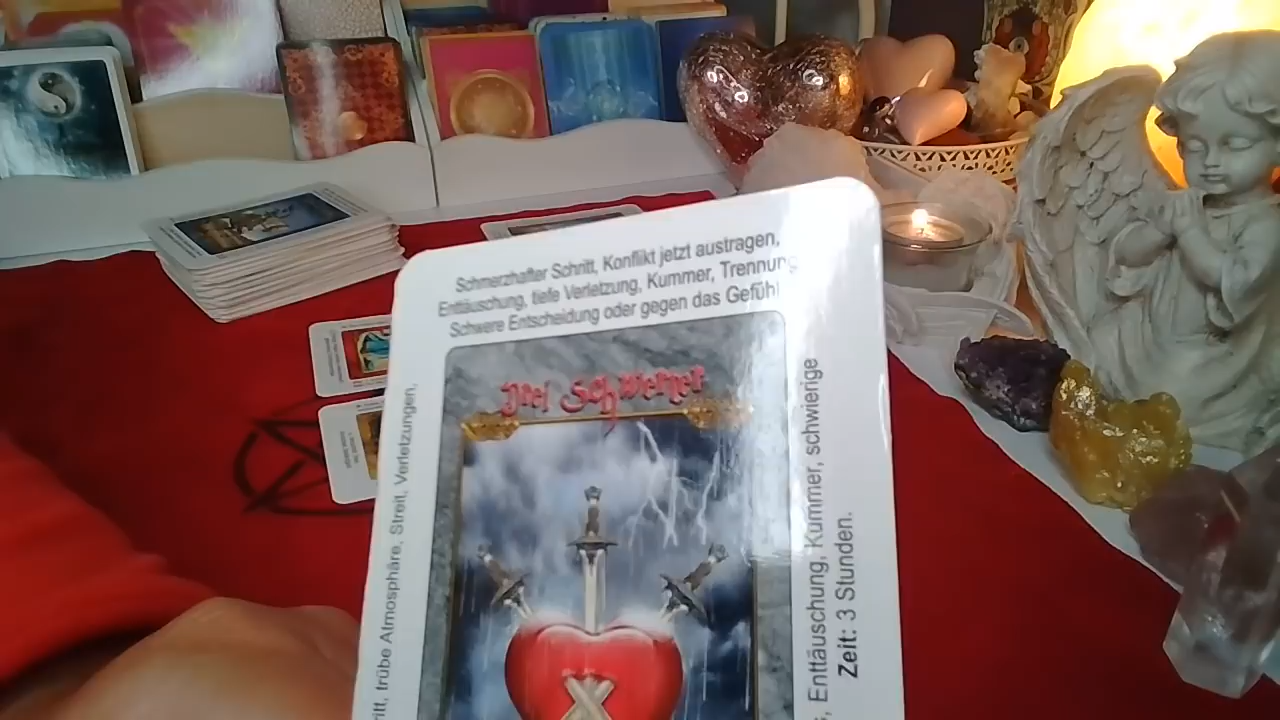 Schmerzhafter Schritt, Konflikt jetzt austragen,
Enttäuschung, tiefe Verletzung, Kummer, Trennung
Schwere Entscheidung oder gegen das Gefühl
Drei Schwerter
ritt, trübe Atmosphäre, Streit, Verletzungen,
Enttäuschung, Kummer, schwierige
Zeit: 3 Stunden.